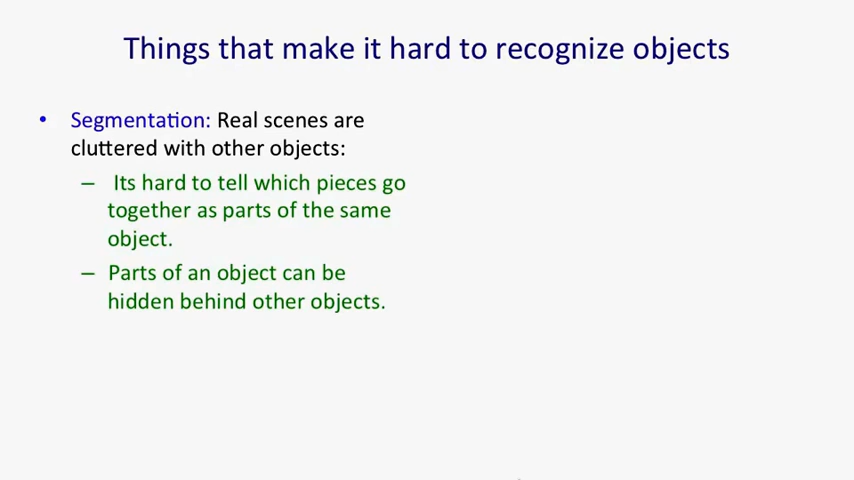 Things that make it hard to recognize objects
• Segmentation: Real scenes are
cluttered with other objects:
– Its hard to tell which pieces go
together as parts of the same
object.
– Parts of an object can be
hidden behind other objects.